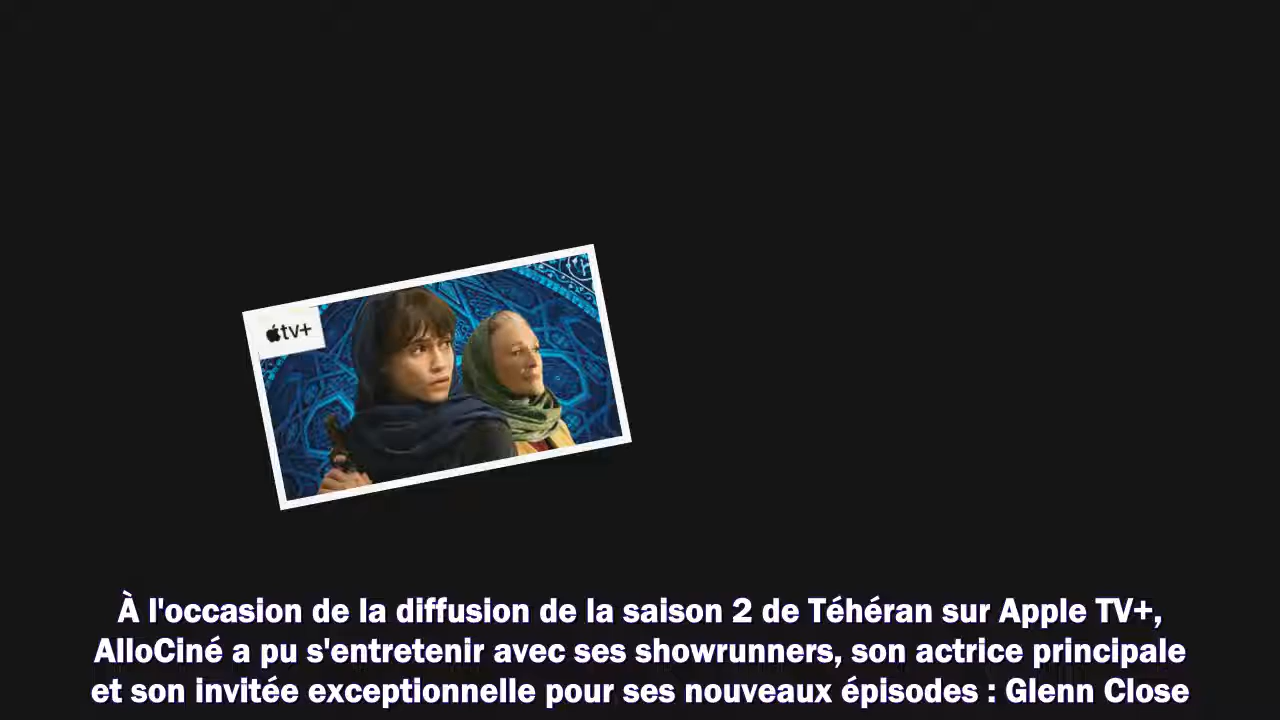 tv+
À l'occasion de la diffusion de la saison 2 de Téhéran sur Apple TV+,
AlloCiné a pu s'entretenir avec ses showrunners, son actrice principale
et son invitée exceptionnelle pour ses nouveaux épisodes : Glenn Close